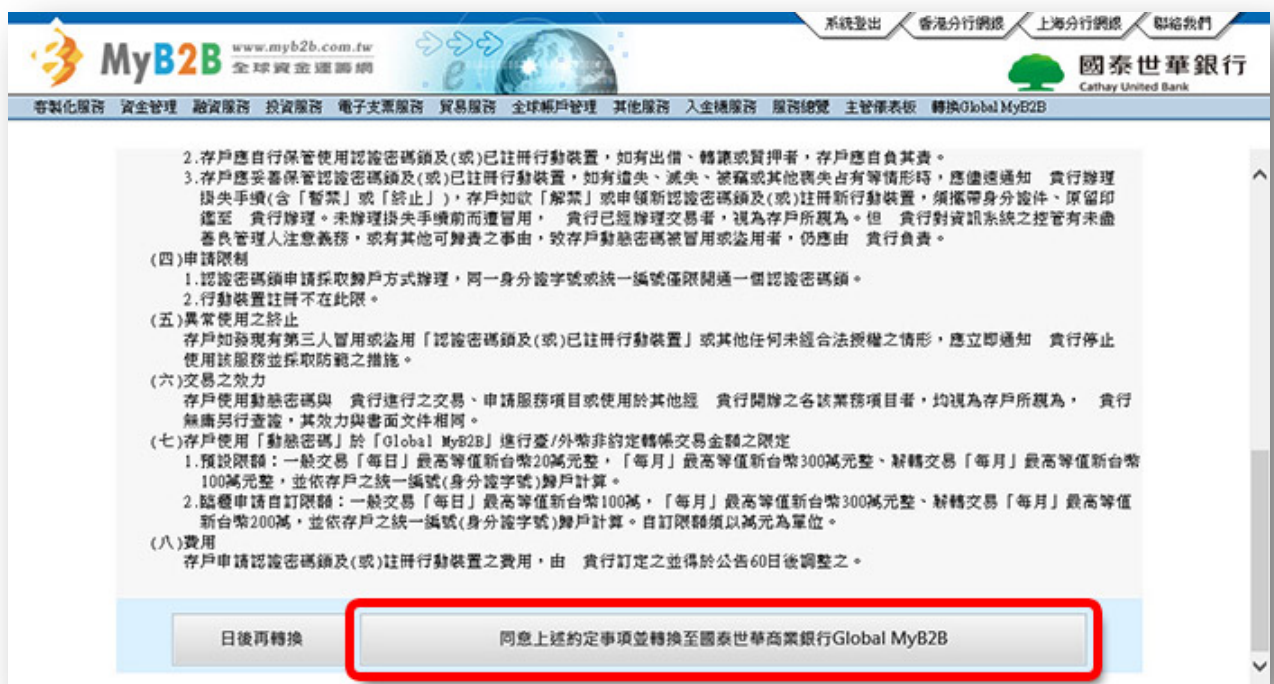 系統登出 香港分行網銀 上海分行網銀 聯絡我們
MyB2B www.myb2b.com.tw
全球資金運籌網
國泰世華銀行
Cathay United Bank
客製化服務 資金管理 融資服務 投資服務 電子支票服務 貿易服務 全球帳戶管理 其他服務 入金機服務 服務總覽 主管儀表板 轉換Global MyB2B
2.存戶應自行保管使用認證密碼鎖及(或)已註冊行動裝置,如有出借、轉讓或質押者,存戶應自負其責。
3.存戶應妥善保管認證密碼鎖及(或)已註冊行動裝置,如有遺失、滅失、被竊或其他喪失占有等情形時,應儘速通知 貴行辦理
掛失手續(含「暫禁」或「終止」),存戶如欲「解禁」或申領新認證密碼鎖及(或)註冊新行動裝置,須攜帶身分證件、原留印
鑑至 貴行辦理。未辦理掛失手續前而遭冒用, 貴行已經辦理交易者,視為存戶所親為。但 貴行對資訊系統之控管有未盡
善良管理人注意義務,或有其他可歸責之事由,致存戶動態密碼被冒用或盜用者,仍應由 貴行負責。
(四)申請限制
1.認證密碼鎖申請採取歸戶方式辦理,同一身分證字號或統一編號僅限開通一個認證密碼鎖。
2.行動裝置註冊不在此限。
(五)異常使用之終止
存戶如發現有第三人冒用或盜用「認證密碼鎖及(或)已註冊行動裝置」或其他任何未經合法授權之情形,應立即通知 貴行停止
使用該服務並採取防範之措施。
(六)交易之效力
存戶使用動態密碼與 貴行進行之交易、申請服務項目或使用於其他經 貴行開辦之各該業務項目者,均視為存戶所親為, 貴行
無庸另行查證,其效力與書面文件相同。
(七)存戶使用「動態密碼」於「Global MyB2B」進行臺/外幣非約定轉帳交易金額之限定
1.預設限額:一般交易「每日」最高等值新台幣20萬元整,「每月」最高等值新台幣300萬元整、薪轉交易「每月」最高等值新台幣
100萬元整,並依存戶之統一編號(身分證字號)歸戶計算。
2.臨櫃申請自訂限額:一般交易「每日」最高等值新台幣100萬,「每月」最高等值新台幣300萬元整、薪轉交易「每月」最高等值
新台幣200萬,並依存戶之統一編號(身分證字號)歸戶計算。自訂限額須以萬元為單位。
(八)費用
存戶申請認證密碼鎖及(或)註冊行動裝置之費用,由 貴行訂定之並得於公告60日後調整之。
日後再轉換 同意上述約定事項並轉換至國泰世華商業銀行Global MyB2B